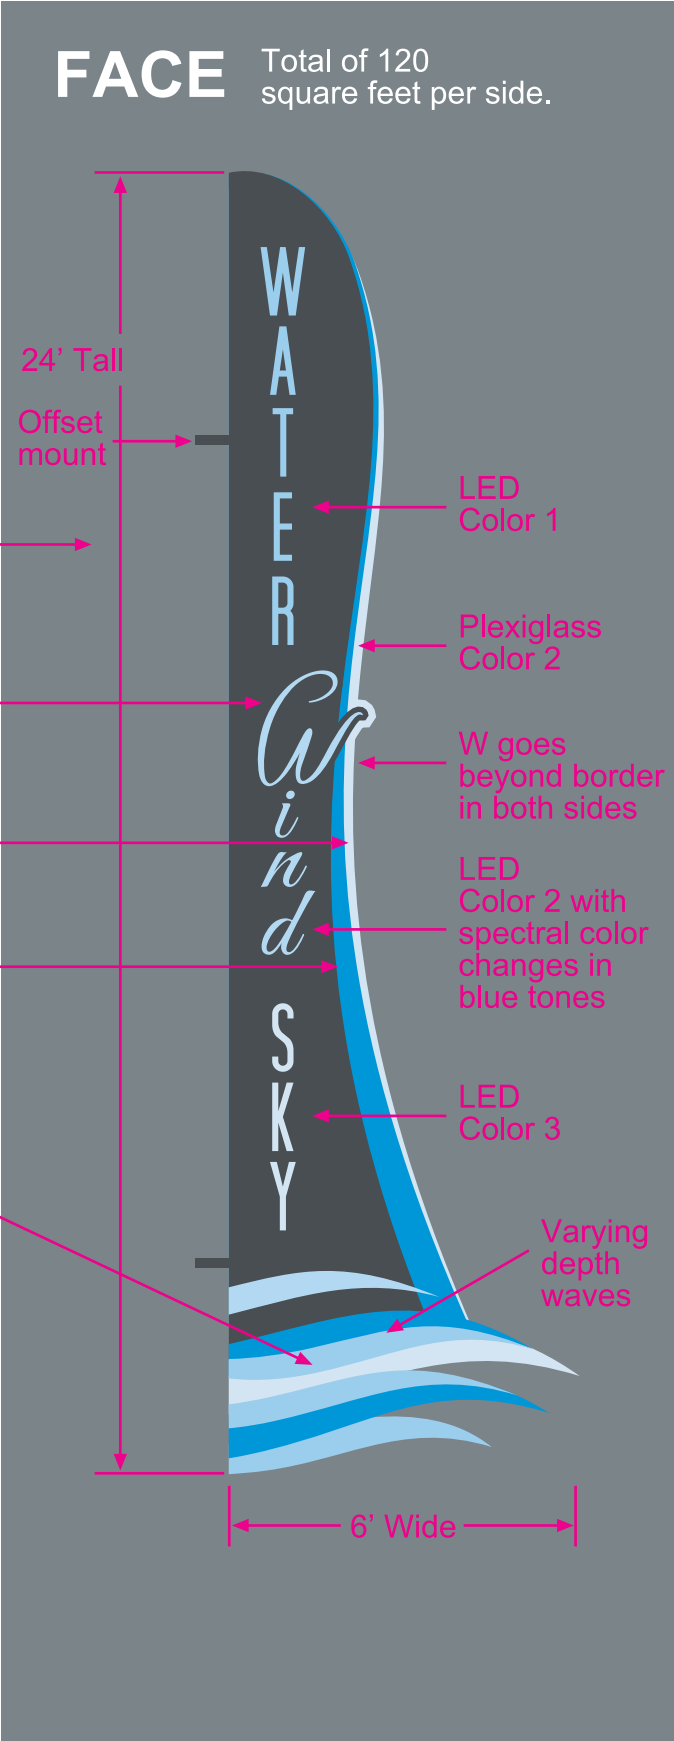 FACE
Total of 120
square feet per side.
24’ Tall
Offset
mount
WATER
Wind
SKY
LED
Color 1
Plexiglass
Color 2
W goes
beyond border
in both sides
LED
Color 2 with
spectral color
changes in
blue tones
LED
Color 3
Varying
depth
waves
6’ Wide